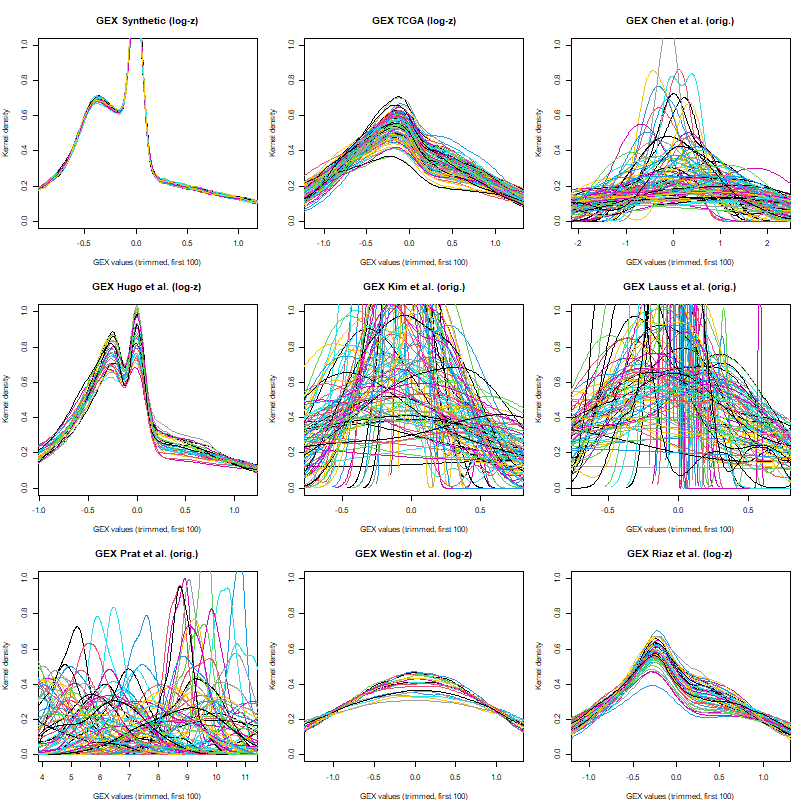 GEX Synthetic (log-z)
Kernel density
0.0 0.2 0.4 0.6 0.8 1.0
-0.5 0.0 0.5 1.0
GEX values (trimmed, first 100)
GEX TCGA (log-z)
Kernel density
0.0 0.2 0.4 0.6 0.8 1.0
-1.0 -0.5 0.0 0.5 1.0
GEX values (trimmed, first 100)
GEX Chen et al. (orig.)
Kernel density
0.0 0.2 0.4 0.6 0.8 1.0
-2 -1 0 1 2
GEX values (trimmed, first 100)
GEX Hugo et al. (log-z)
Kernel density
0.0 0.2 0.4 0.6 0.8 1.0
-1.0 -0.5 0.0 0.5 1.0
GEX values (trimmed, first 100)
GEX Kim et al. (orig.)
Kernel density
0.0 0.2 0.4 0.6 0.8 1.0
-0.5 0.0 0.5
GEX values (trimmed, first 100)
GEX Lauss et al. (orig.)
Kernel density
0.0 0.2 0.4 0.6 0.8 1.0
-0.5 0.0 0.5
GEX values (trimmed, first 100)
GEX Prat et al. (orig.)
Kernel density
0.0 0.2 0.4 0.6 0.8 1.0
4 5 6 7 8 9 10 11
GEX values (trimmed, first 100)
GEX Westin et al. (log-z)
Kernel density
0.0 0.2 0.4 0.6 0.8 1.0
-1.0 -0.5 0.0 0.5 1.0
GEX values (trimmed, first 100)
GEX Riaz et al. (log-z)
Kernel density
0.0 0.2 0.4 0.6 0.8 1.0
-1.0 -0.5 0.0 0.5 1.0
GEX values (trimmed, first 100)